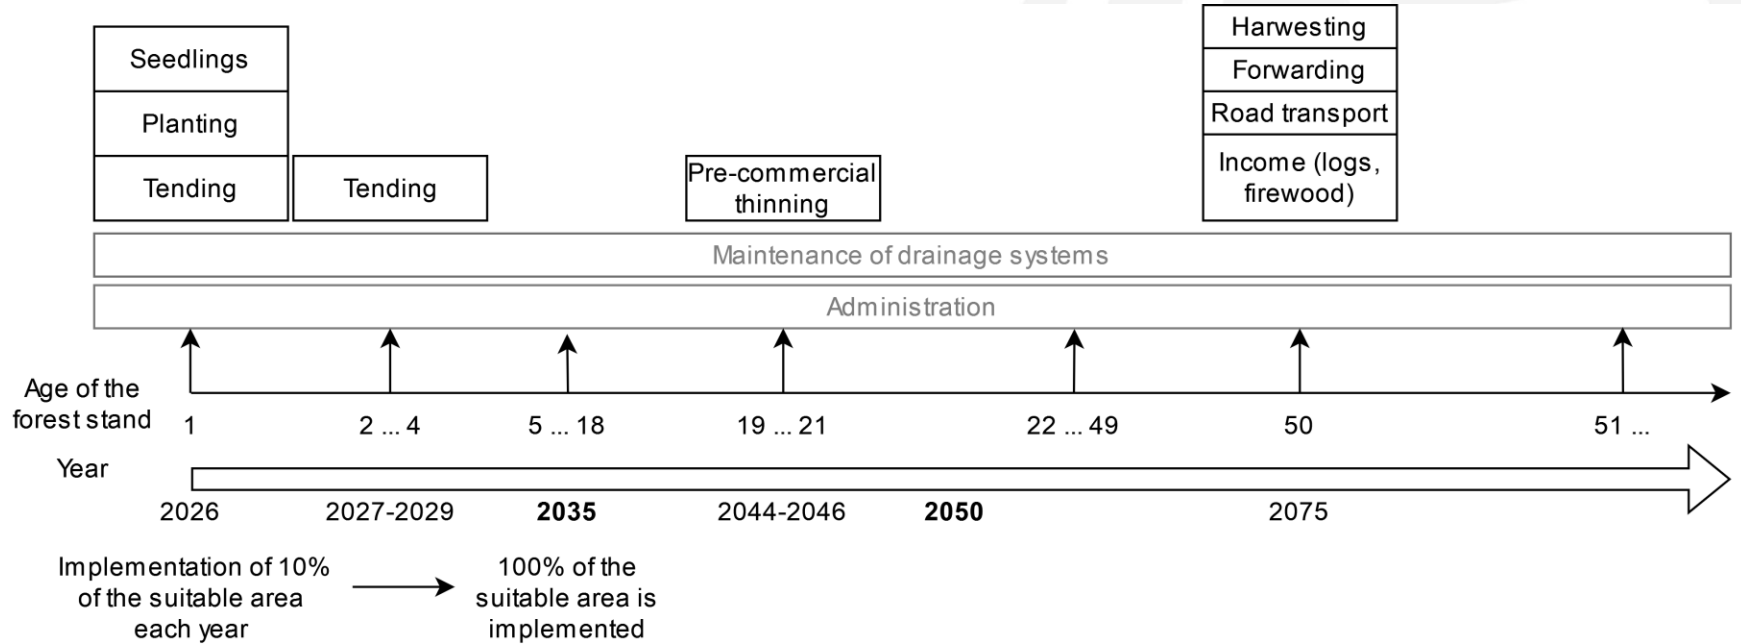 Seedlings
Planting
Tending
Tending
Pre-commercial
thinning
Harwesting
Forwarding
Road transport
Income (logs,
firewood)
Maintenance of drainage systems
Administration
Age of the
forest stand
1
2 ... 4
5 ... 18
19 ... 21
22 ... 49
50
51 ...
Year
2026
2027-2029
2035
2044-2046
2050
2075
Implementation of 10%
of the suitable area
each year
100% of the
suitable area is
implemented